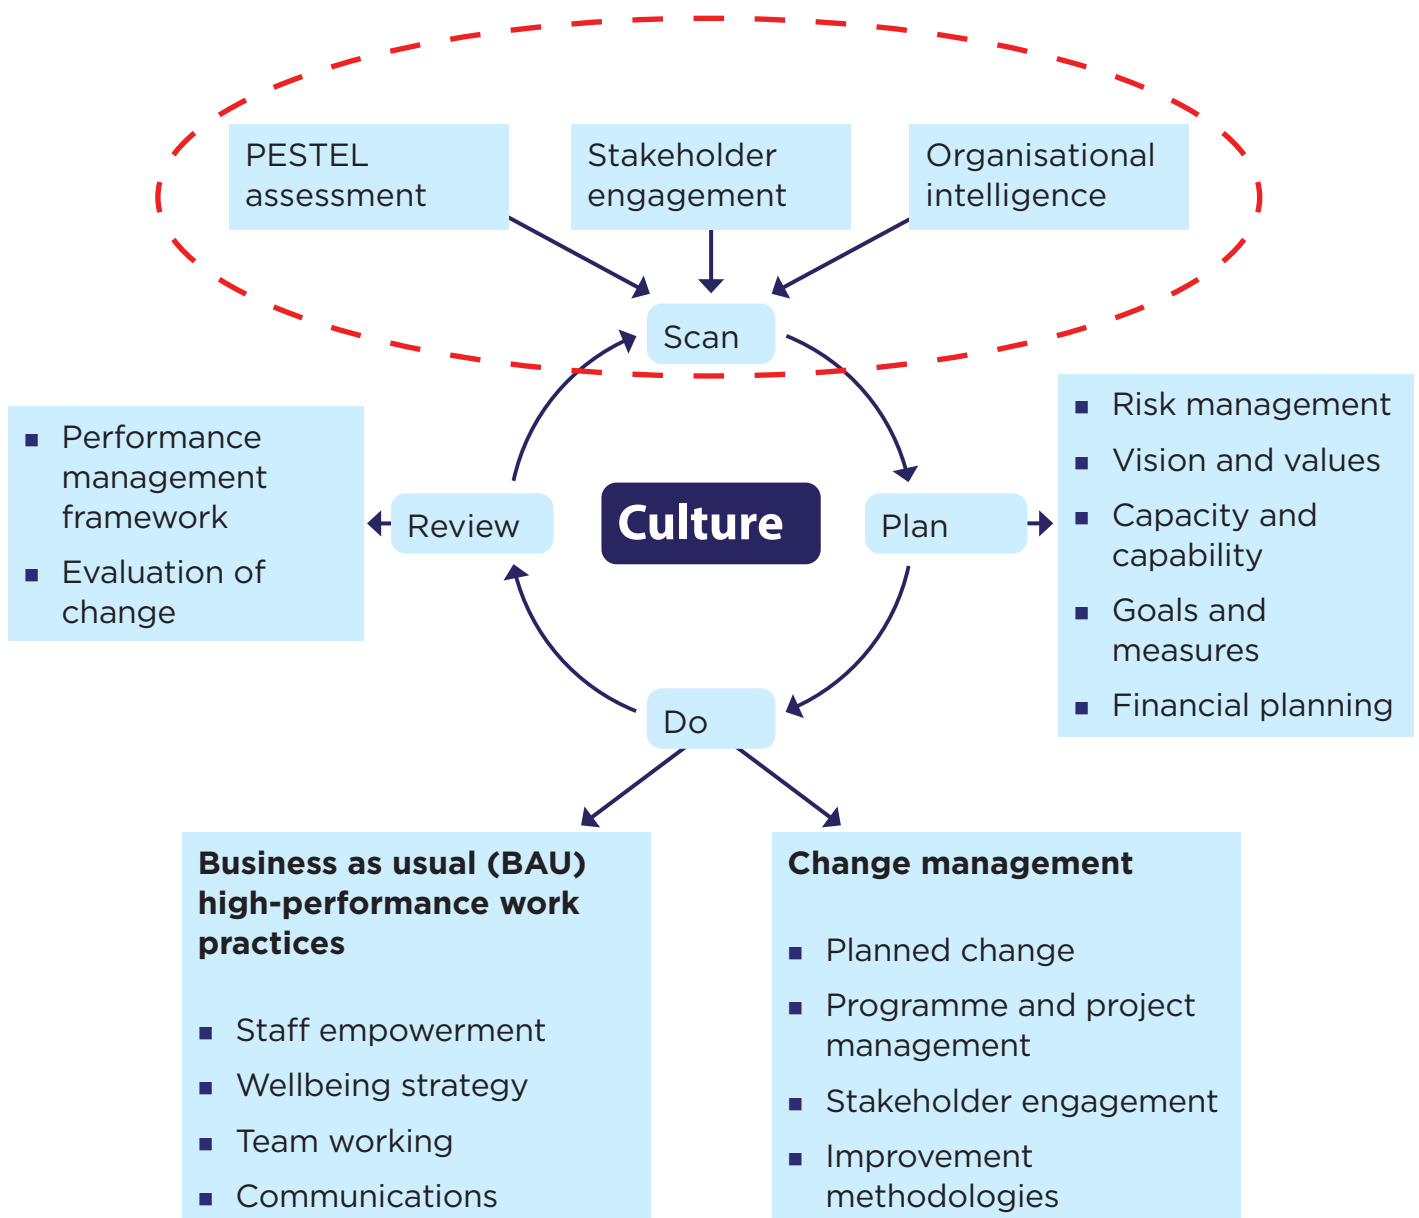 PESTEL
assessment
Stakeholder
engagement
Organisational
intelligence
Scan
Performance
management
framework
Evaluation of
change
Review
Culture
Plan
Risk management
Vision and values
Capacity and
capability
Goals and
measures
Financial planning
Do
Business as usual (BAU)
high-performance work
practices
Staff empowerment
Wellbeing strategy
Team working
Communications
Change management
Planned change
Programme and project
management
Stakeholder engagement
Improvement
methodologies